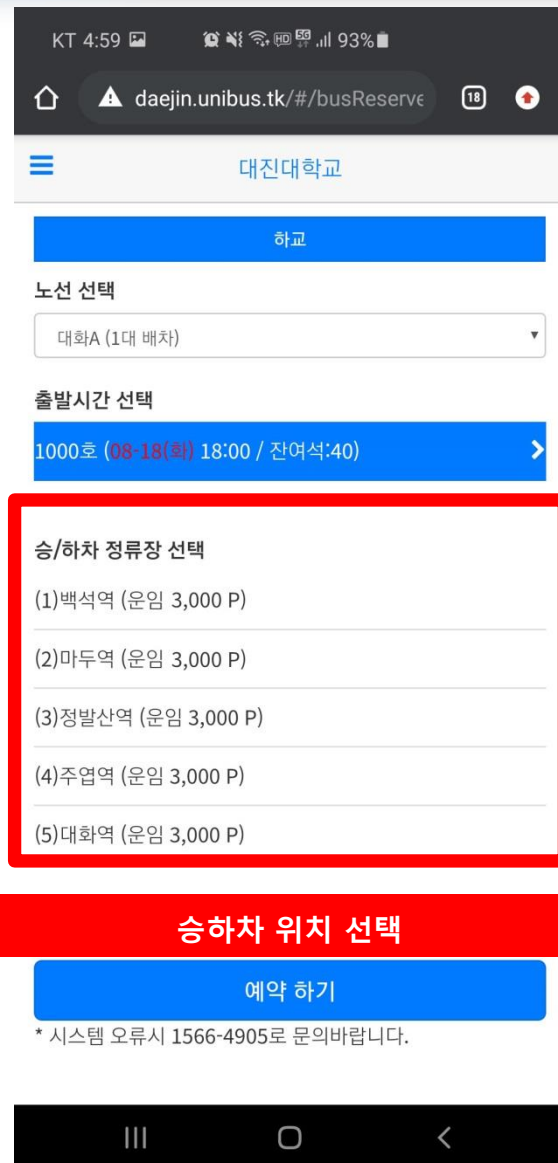 KT 4:59 HD 5G 93%
daejin.unibus.tk/#/busReserve 18
대진대학교
하교
노선 선택
대화A (1대 배차)
출발시간 선택
1000호 (08-18(화) 18:00 / 잔여석:40)
승/하차 정류장 선택
(1)백석역 (운임 3,000 P)
(2)마두역 (운임 3,000 P)
(3)정발산역 (운임 3,000 P)
(4)주엽역 (운임 3,000 P)
(5)대화역 (운임 3,000 P)
승하차 위치 선택
예약 하기
* 시스템 오류시 1566-4905로 문의바랍니다.